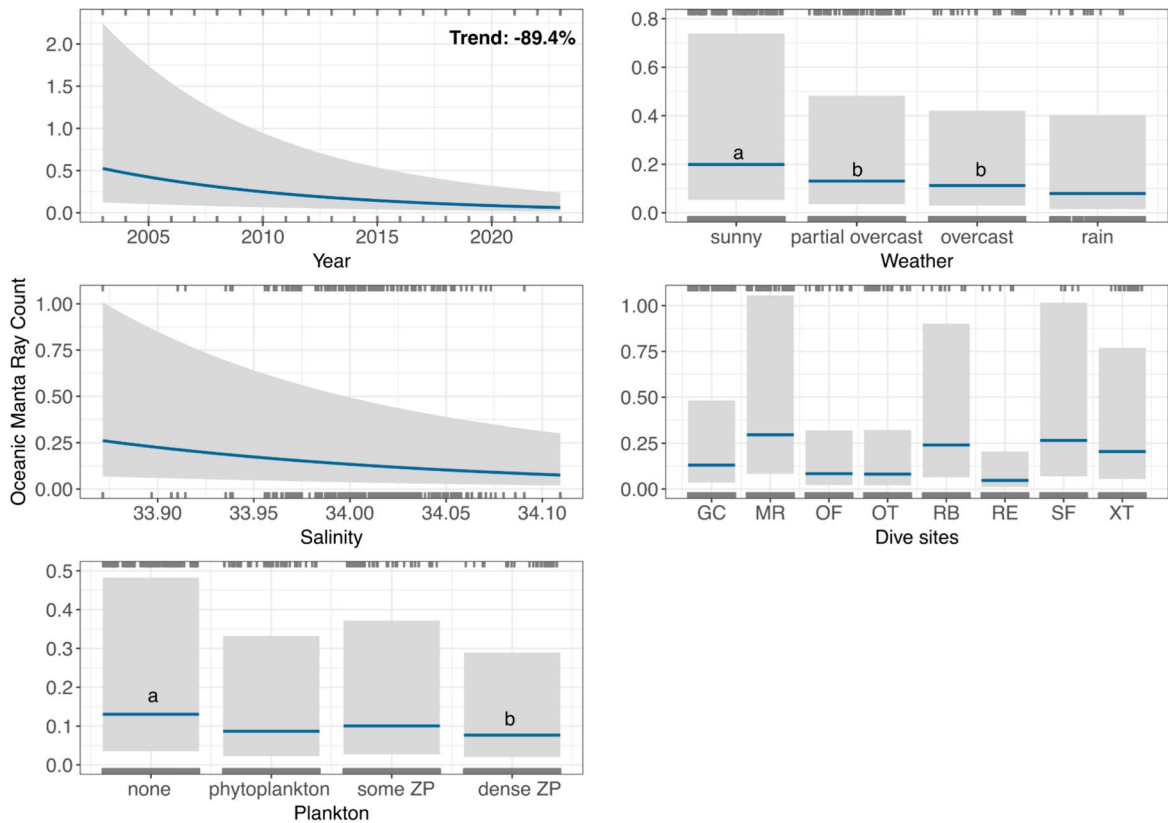 Oceanic Manta Ray Count
Trend: -89.4%
2.0
1.5
1.0
0.5
0.0
2005 2010 2015 2020
Year
0.8
0.6
0.4
0.2
0.0
a b b
sunny partial overcast overcast rain
Weather
1.00
0.75
0.50
0.25
0.00
33.90 33.95 34.00 34.05 34.10
Salinity
1.00
0.75
0.50
0.25
0.00
GC MR OF OT RB RE SF XT
Dive sites
0.5
0.4
0.3
0.2
0.1
0.0
a b
none phytoplankton some ZP dense ZP
Plankton